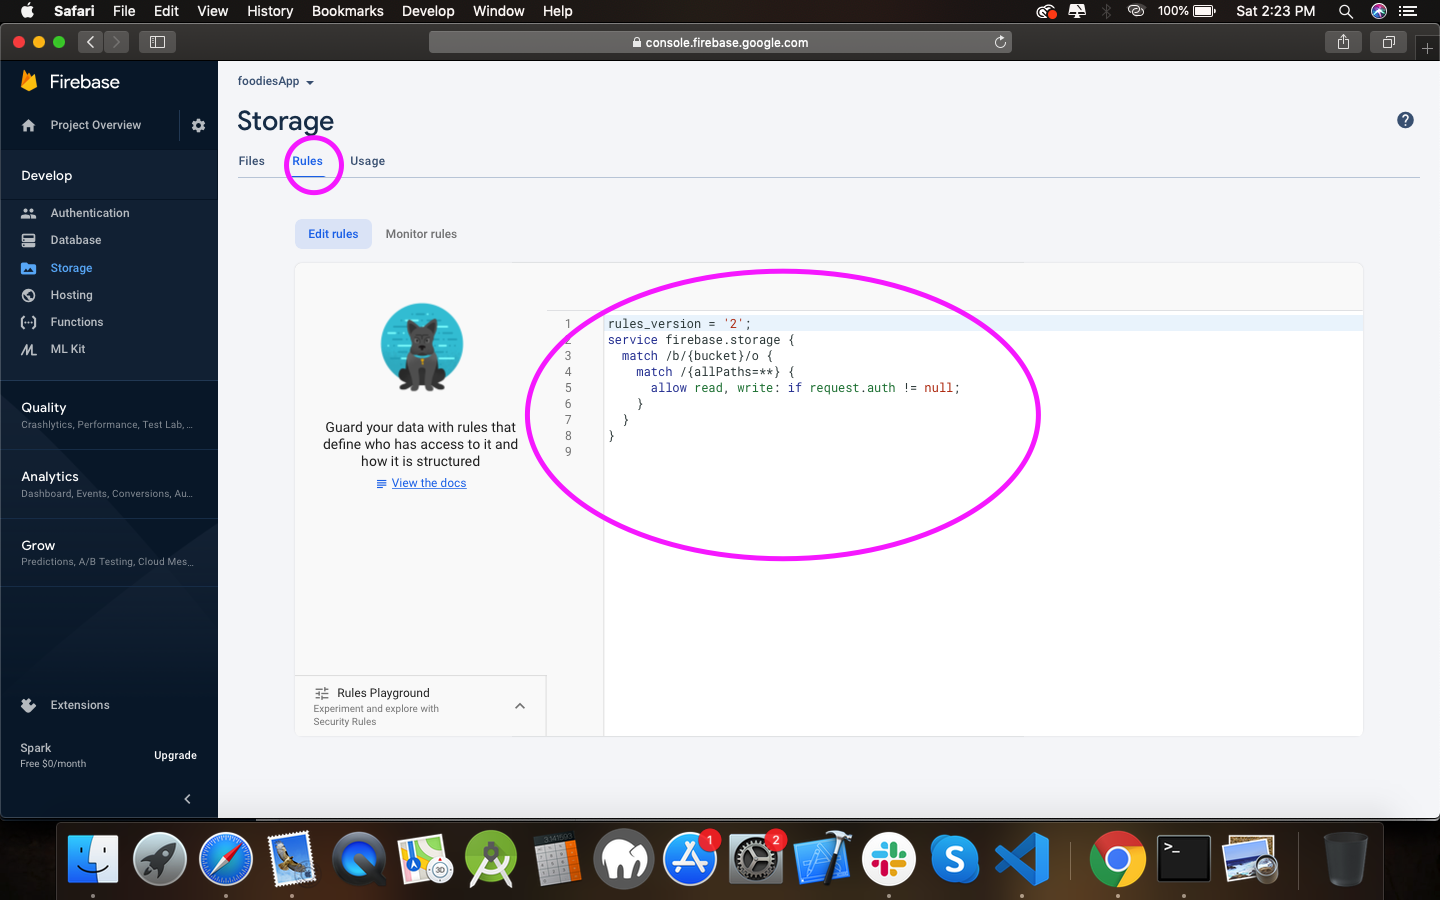 Safari File Edit View History Bookmarks Develop Window Help 100% Sat 2:23 PM
console.firebase.google.com
Firebase
Project Overview
Develop
Authentication
Database
Storage
Hosting
Functions
ML Kit
Quality
Crashlytics, Performance, Test Lab, ...
Analytics
Dashboard, Events, Conversions, Au...
Grow
Predictions, A/B Testing, Cloud Mes...
Extensions
Spark
Free $0/month
Upgrade
foodiesApp
Storage
?
Files Rules Usage
Edit rules Monitor rules
Guard your data with rules that
define who has access to it and
how it is structured
View the docs
Rules Playground
Experiment and explore with
Security Rules
1 rules_version = '2';
2 service firebase.storage {
3 match /b/{bucket}/o {
4 match /{allPaths=**} {
5 allow read, write: if request.auth != null;
6 }
7 }
8 }
9
3D
1
2
S
>_